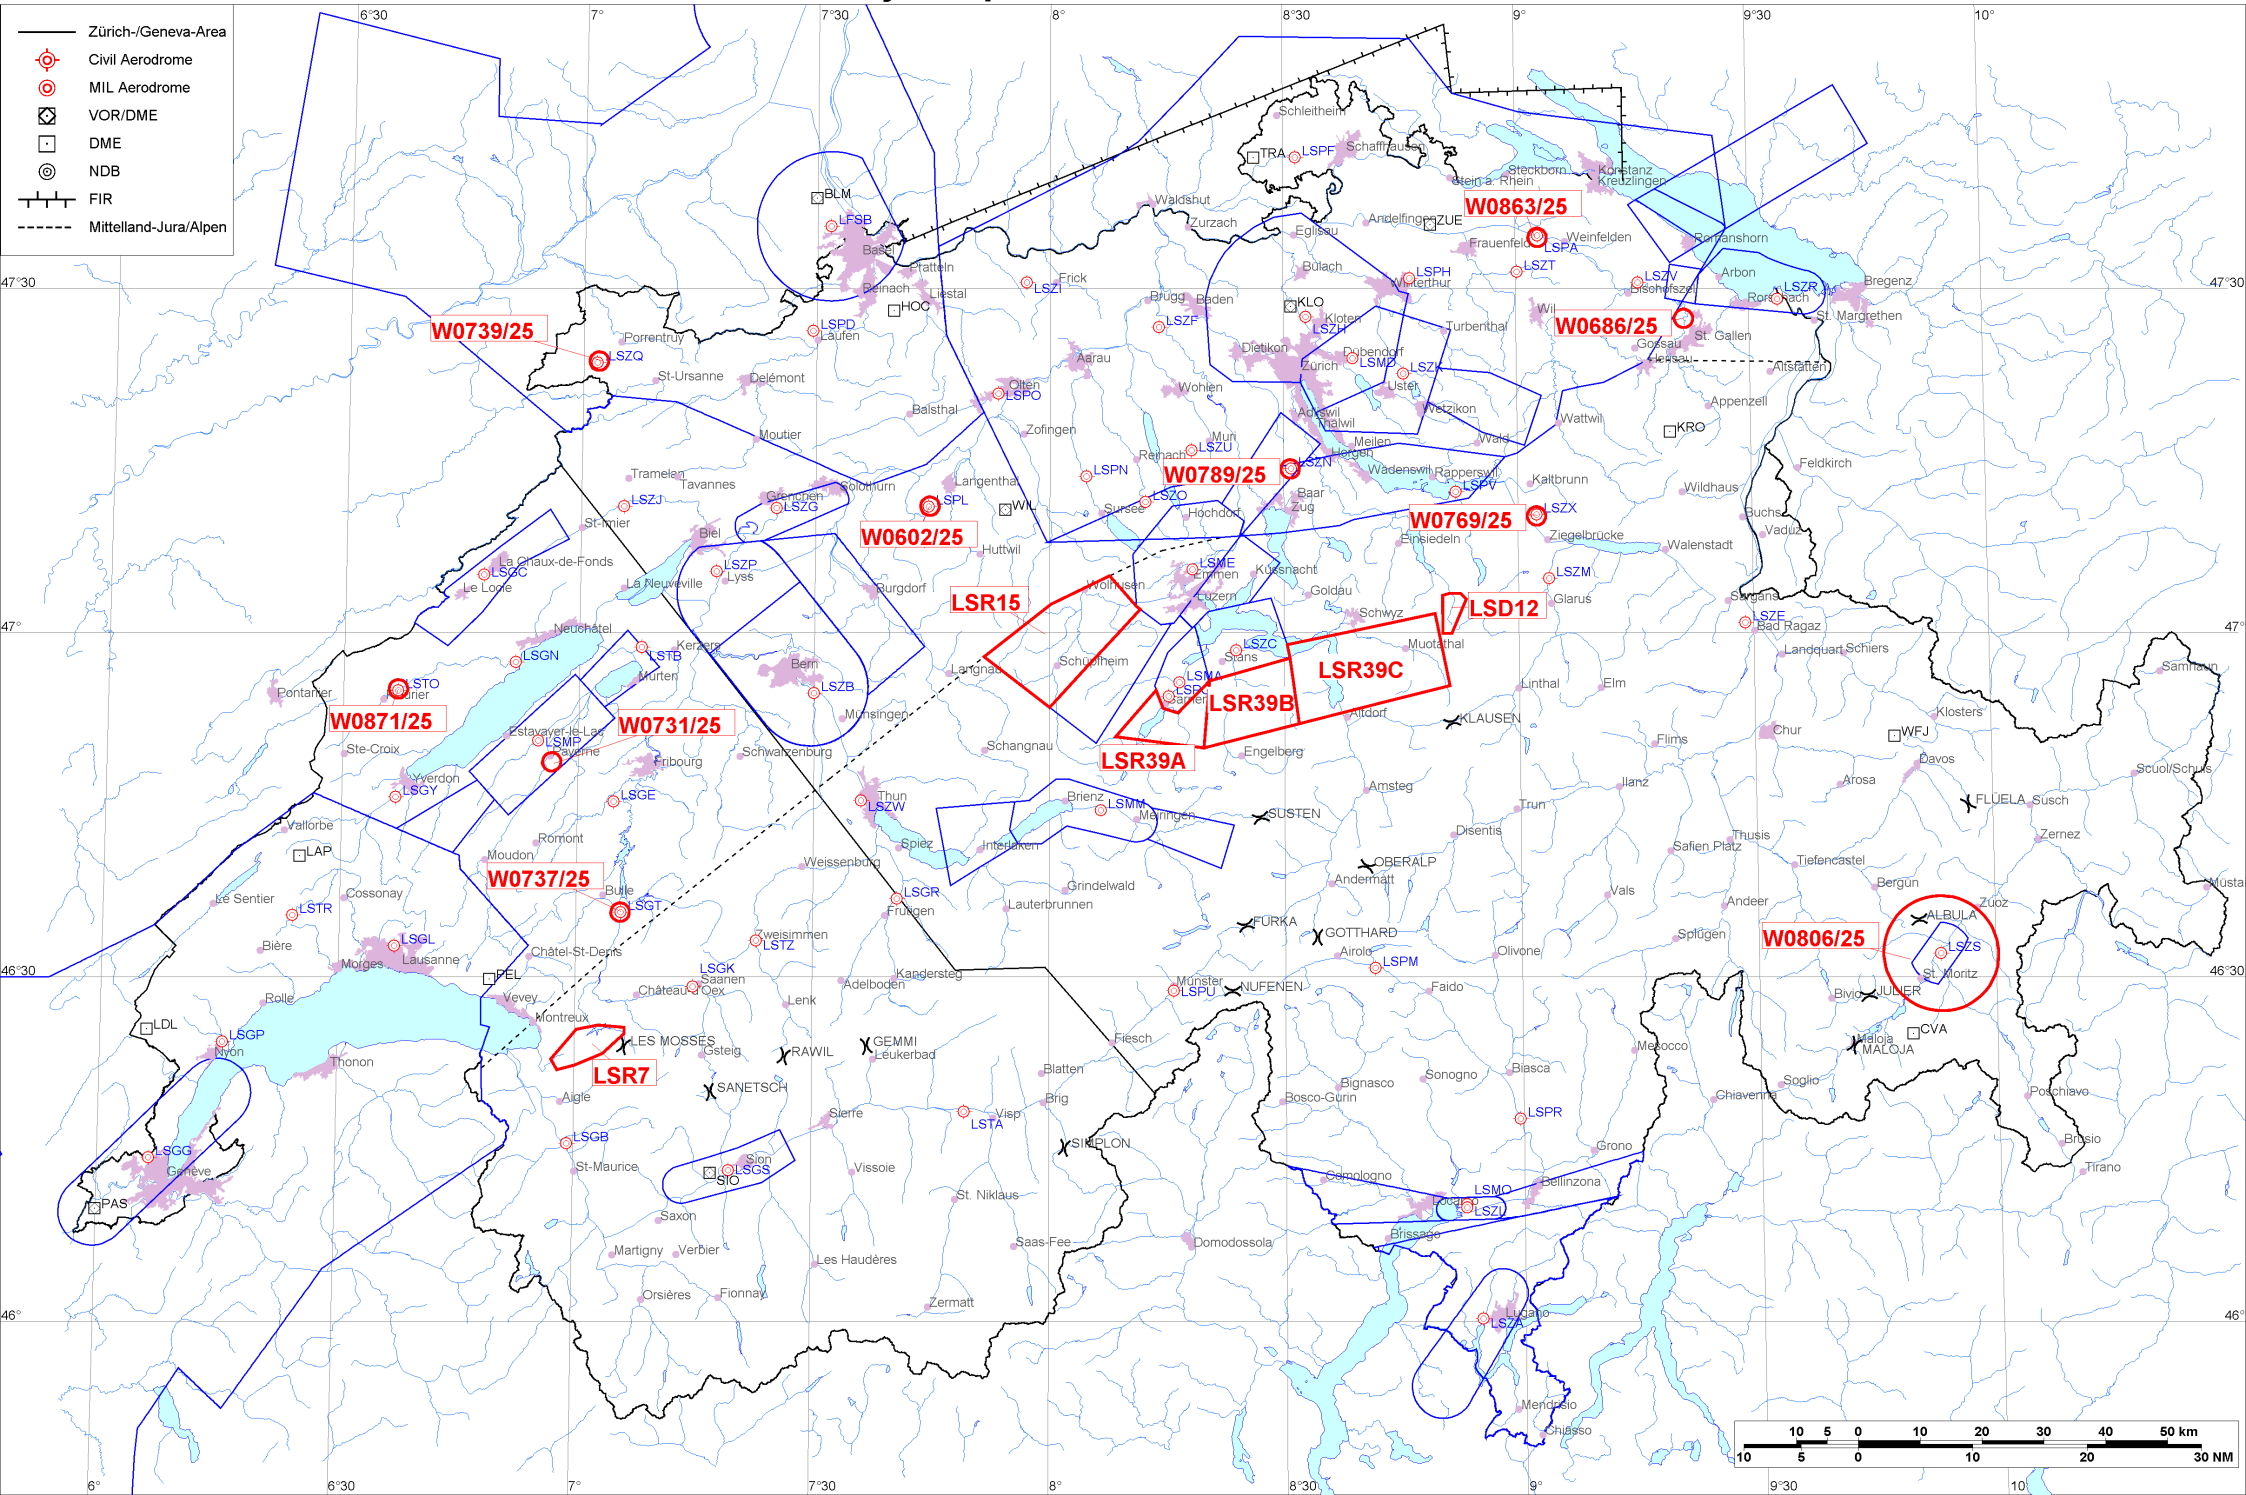 6°30'
7°
7°30'
8°
8°30'
9°
9°30'
10°
Zürich-/Geneva-Area
Civil Aerodrome
MIL Aerodrome
VOR/DME
DME
NDB
FIR
Mittelland-Jura/Alpen
Schleitheim
TRA
LSPF
Schaffhausen
Steckborn
Stein a. Rhein
Konstanz
Kreuzlingen
BLM
LFSB
Basel
Pratteln
Reinach
Liestal
HOC
Waldshut
Zurzach
Eglisau
Andelfingen
ZUE
W0863/25
LSPA
Weinfelden
Frauenfeld
Romanshorn
47°30'
Frick
LSZI
Bülach
LSPH
Winterthur
LSZT
LSZV
Bischofszell
Arbon
LSZR
Rorschach
Bregenz
47°30'
W0739/25
Porrentruy
LSZQ
LSPD
Laufen
Brugg
Baden
LSZF
KLO
Kloten
LSZH
Turbenthal
Wil
W0686/25
St. Gallen
St. Margrethen
Gossau
Herisau
Altstätten
St-Ursanne
Delémont
Aarau
Dietikon
Dübendorf
LSMD
Zürich
LSZK
Uster
Olten
LSPO
Wohlen
Balsthal
Zofingen
Adliswil
Thalwil
Wetzikon
Wattwil
Appenzell
KRO
Moutier
Muri
LSZU
Meilen
Horgen
Wald
Reinach
LSPN
W0789/25
LSZN
Wädenswil
Rapperswil
Kaltbrunn
Feldkirch
Tramelan
Tavannes
Grenchen
Solothurn
Langenthal
LSPV
Wildhaus
LSZJ
LSZG
LSPL
WIL
LSZO
Sursee
Hochdorf
Baar
Zug
W0769/25
LSZX
Buchs
Vaduz
St-Imier
Biel
W0602/25
Huttwil
Einsiedeln
Ziegelbrücke
Walenstadt
La Chaux-de-Fonds
LSGC
Le Locle
LSZP
Lyss
La Neuveville
Burgdorf
Wolhusen
LSME
Emmen
Küssnacht
Luzern
Goldau
LSZM
Glarus
Sargans
LSR15
Schwyz
LSD12
LSZE
Bad Ragaz
47°
Neuchâtel
Kerzers
Muotathal
47°
LSGN
LSTB
Murten
Bern
Langnau
Schüpfheim
LSZC
Stans
LSR39C
Landquart
Schiers
Samnaun
Pontarlier
LSTO
LSZB
LSMA
Sarnen
LSR39B
Linthal
Elm
W0871/25
W0731/25
Münsingen
Altdorf
KLAUSEN
Klosters
Estavayer-le-Lac
LSMP
Payerne
Ste-Croix
Schwarzenburg
Schangnau
LSR39A
Engelberg
Flims
Chur
WFJ
Davos
Yverdon
LSGY
Fribourg
LSGE
Thun
LSZW
Brienz
LSMM
Meiringen
Amsteg
Trun
Ilanz
Arosa
FLÜELA
Susch
Scuol/Schuls
SUSTEN
Vallorbe
LAP
Romont
Moudon
Spiez
Interlaken
Disentis
Safien Platz
Thusis
Zernez
Weissenburg
OBERALP
Tiefencastel
W0737/25
Bulle
LSGT
LSGR
Frutigen
Grindelwald
Lauterbrunnen
Andermatt
Vals
Bergün
Le Sentier
Cossonay
LSTR
Andeer
Zuoz
ALBULA
Bière
LSGL
Lausanne
Morges
Zweisimmen
LSTZ
FURKA
GOTTHARD
Airolo
Olivone
Splügen
W0806/25
LSZS
46°30'
Châtel-St-Denis
PEL
LSGK
Saanen
Château-d'Oex
Adelboden
Kandersteg
Münster
LSPU
NUFENEN
LSPM
Faido
St. Moritz
46°30'
Rolle
Vevey
Montreux
Lenk
Bivio
JULIER
LDL
LSGP
Nyon
Thonon
LES MOSSES
Gsteig
RAWIL
GEMMI
Leukerbad
Fiesch
Mesocco
CVA
Maloja
MALOJA
LSR7
Aigle
SANETSCH
Blatten
Brig
Bignasco
Bosco-Gurin
Sonogno
Biasca
Chiavenna
Soglio
Poschiavo
Sierre
LSTA
Visp
LSPR
LSGG
Genève
LSGB
St-Maurice
Sion
LSGS
SIO
Vissoie
SIMPLON
Grono
Brusio
Tirano
PAS
St. Niklaus
Comologno
LSMO
Bellinzona
Locarno
LSZL
Saxon
Brissago
Martigny
Verbier
Les Haudères
Saas-Fee
Domodossola
Orsières
Fionnay
Zermatt
46°
Lugano
LSZA
46°
Mendrisio
Chiasso
10 5 0 10 20 30 40 50 km
10 5 0 10 20 30 NM
6°
6°30'
7°
7°30'
8°
8°30'
9°
9°30'
10°